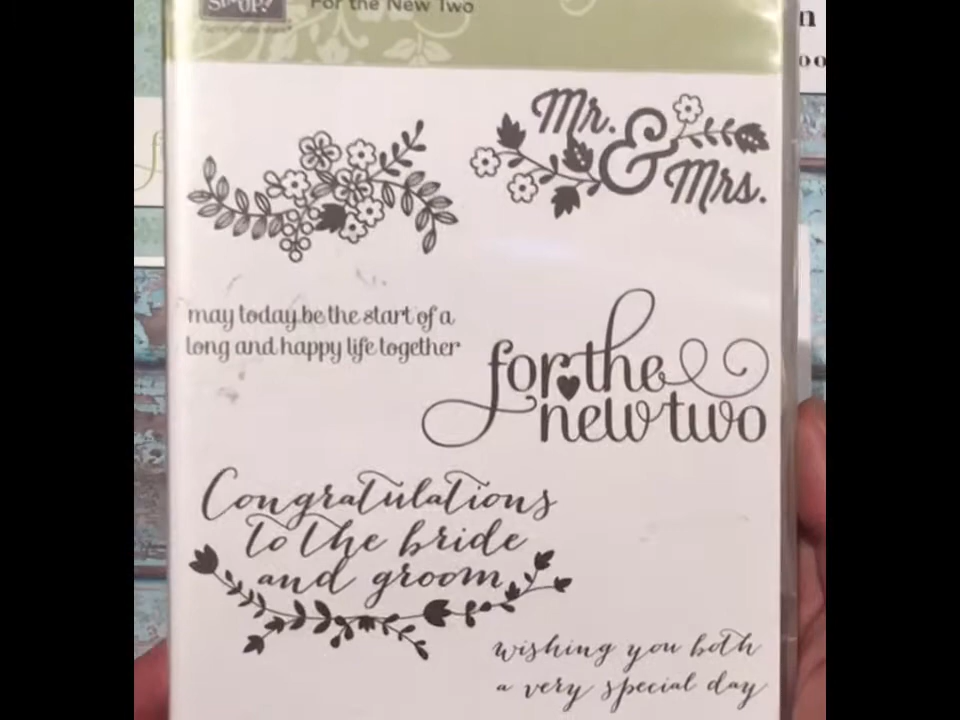 UP!
For the New Two
Mr.
&
Mrs.
may today be the start of a
long and happy life together
for the
new two
Congratulations
to the bride
and groom
wishing you both
a very special day